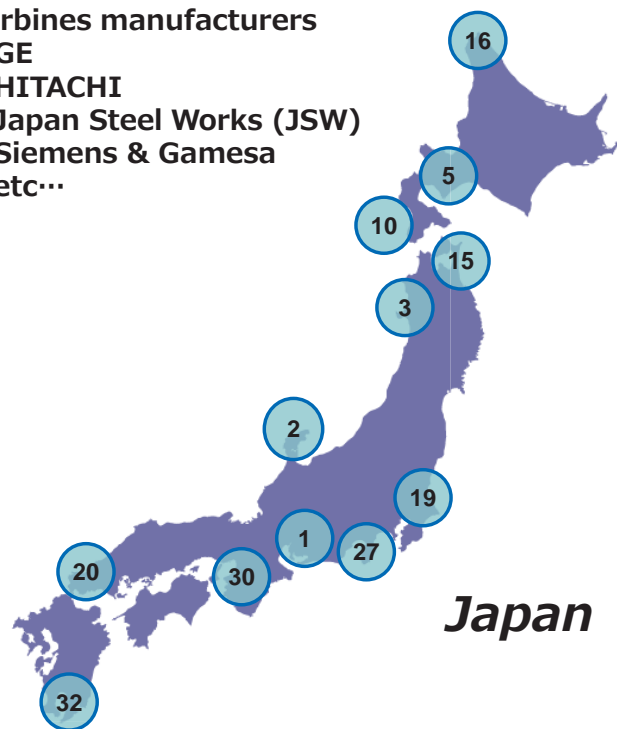 rbines manufacturers
GE
HITACHI
Japan Steel Works (JSW)
Siemens & Gamesa
etc…
16
5
10
15
3
2
19
1
27
20
30
Japan
32